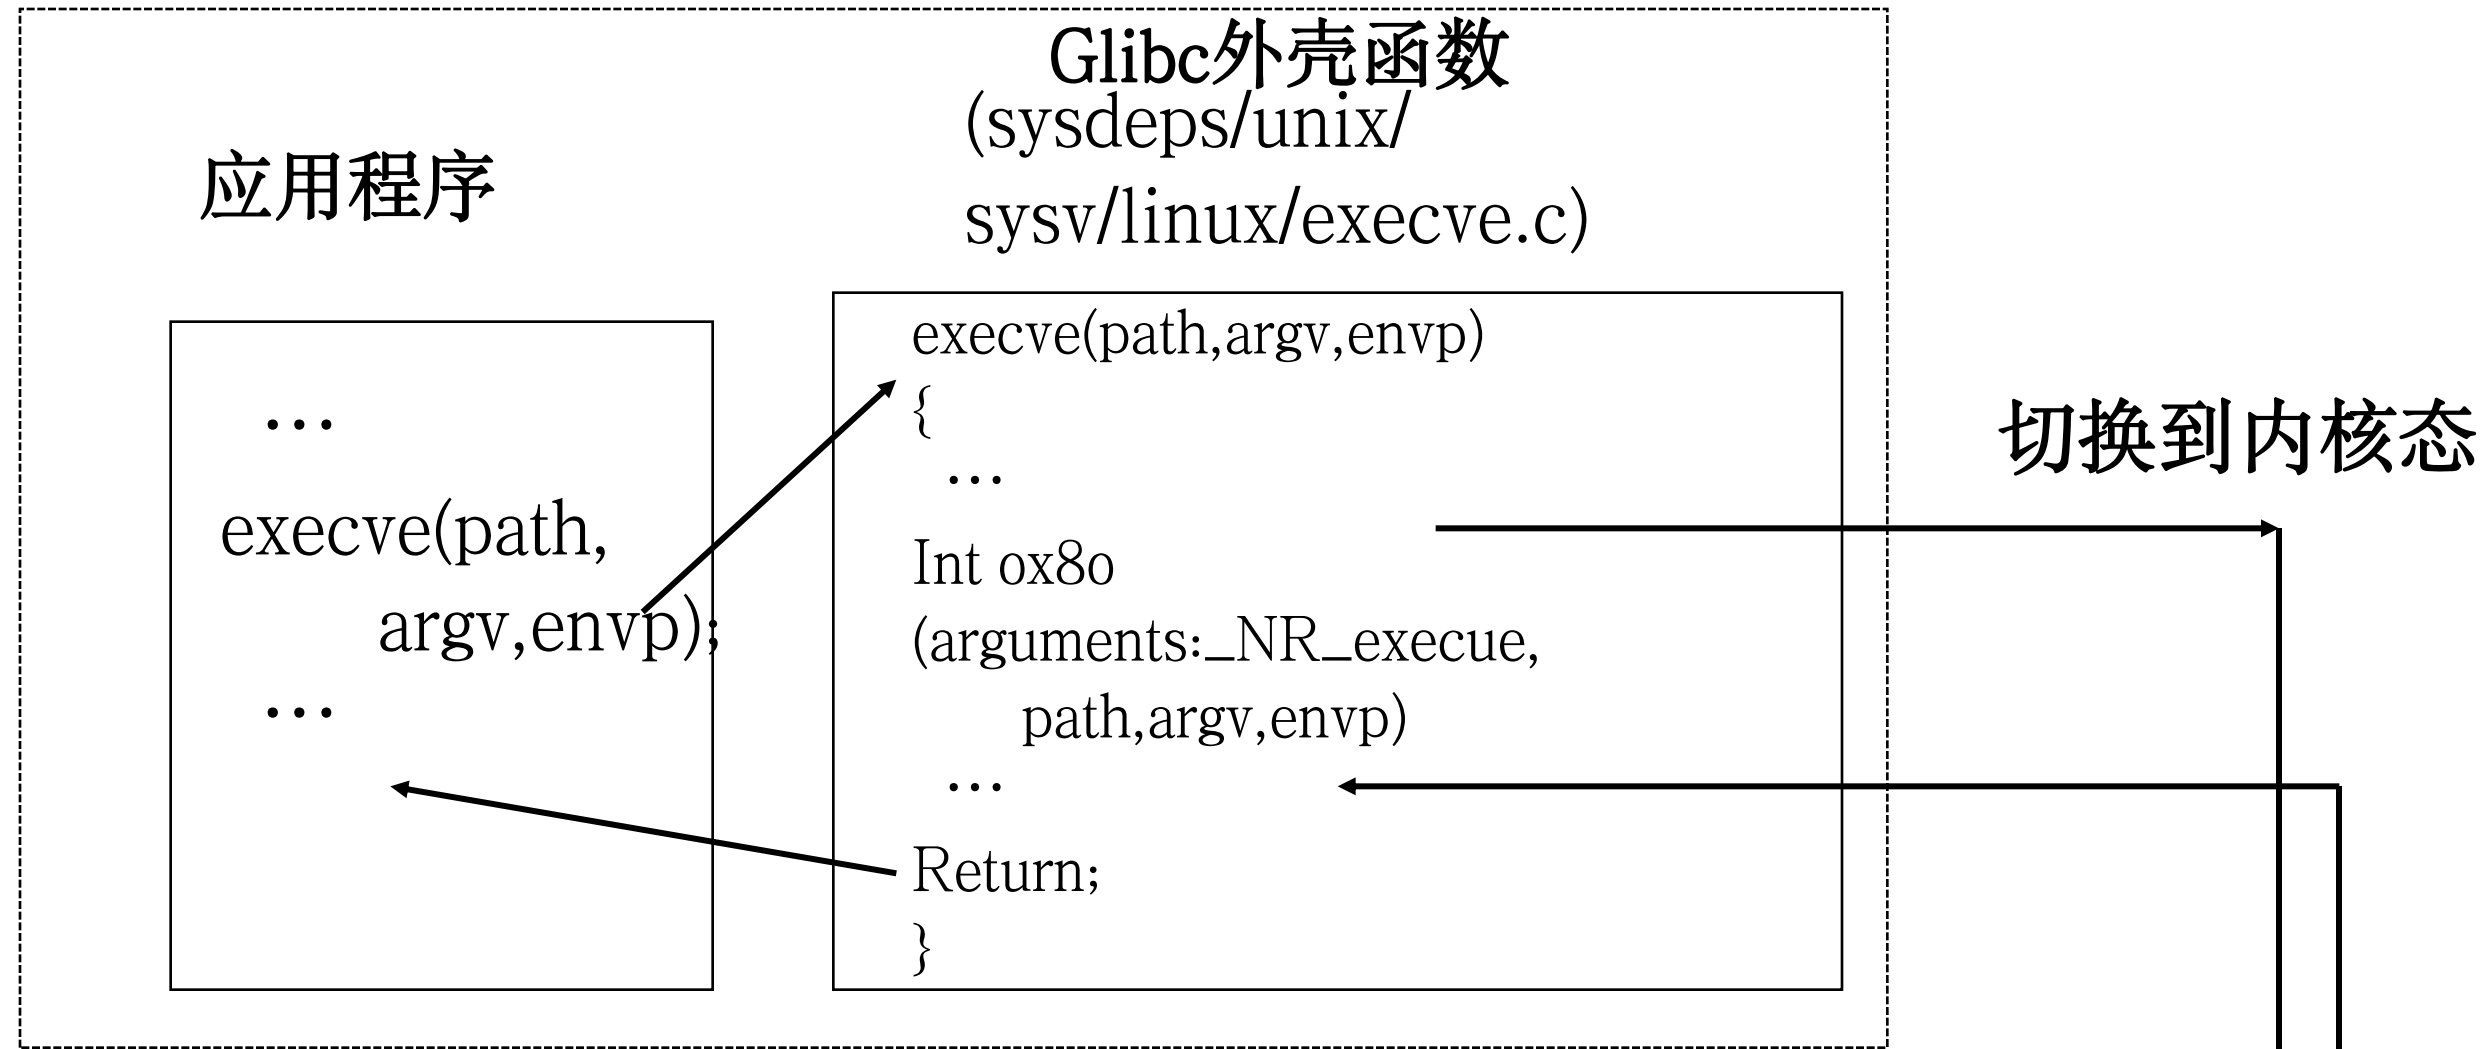 Glibc外壳函数
(sysdeps/unix/
sysv/linux/execve.c)
应用程序
…
execve(path,
argv,envp);
…
execve(path,argv,envp)
{
…
Int ox8o
(arguments:_NR_execue,
path,argv,envp)
…
Return;
}
切换到内核态